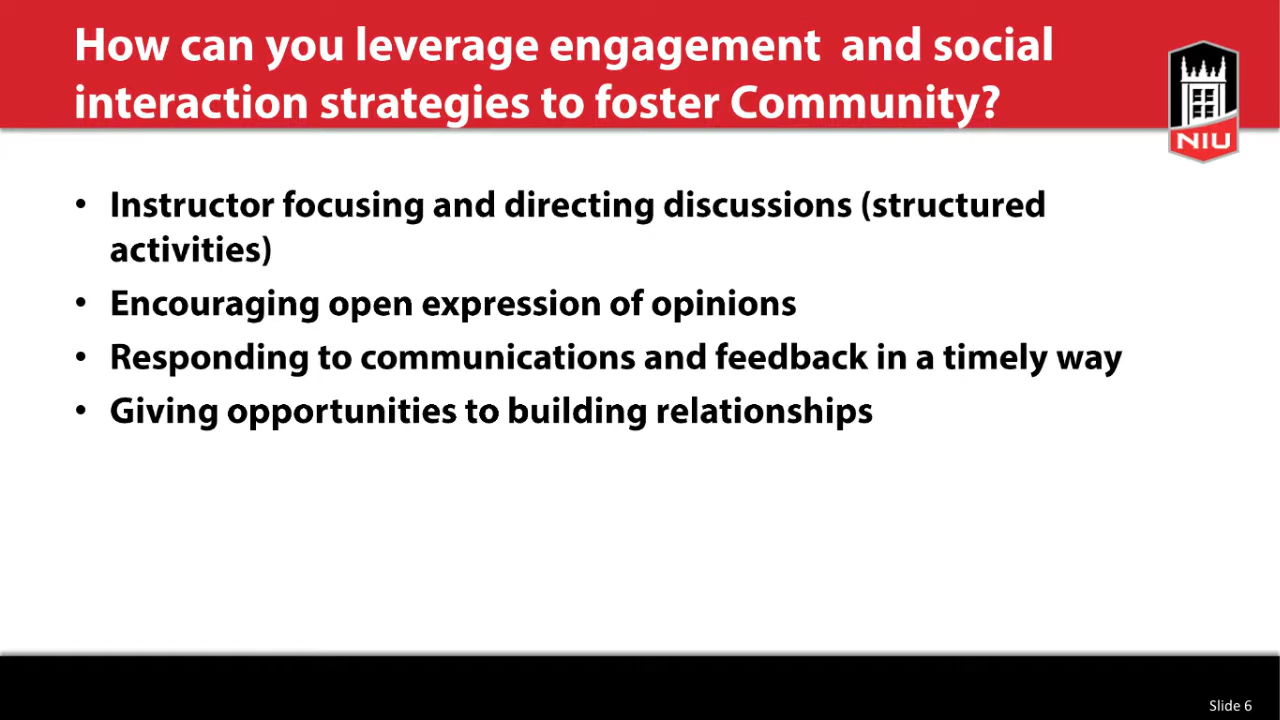 How can you leverage engagement  and social
interaction strategies to foster Community?
NIU
• Instructor focusing and directing discussions (structured
activities)
• Encouraging open expression of opinions
• Responding to communications and feedback in a timely way
• Giving opportunities to building relationships
Slide 6